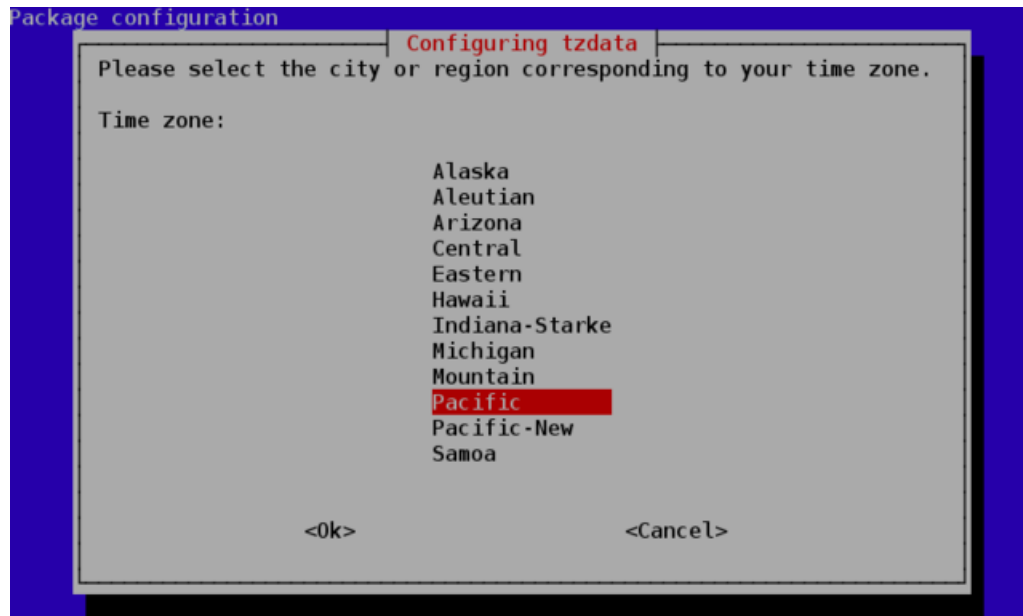 Package configuration
Configuring tzdata
Please select the city or region corresponding to your time zone.
Time zone:
Alaska
Aleutian
Arizona
Central
Eastern
Hawaii
Indiana-Starke
Michigan
Mountain
Pacific
Pacific-New
Samoa
<Ok> <Cancel>